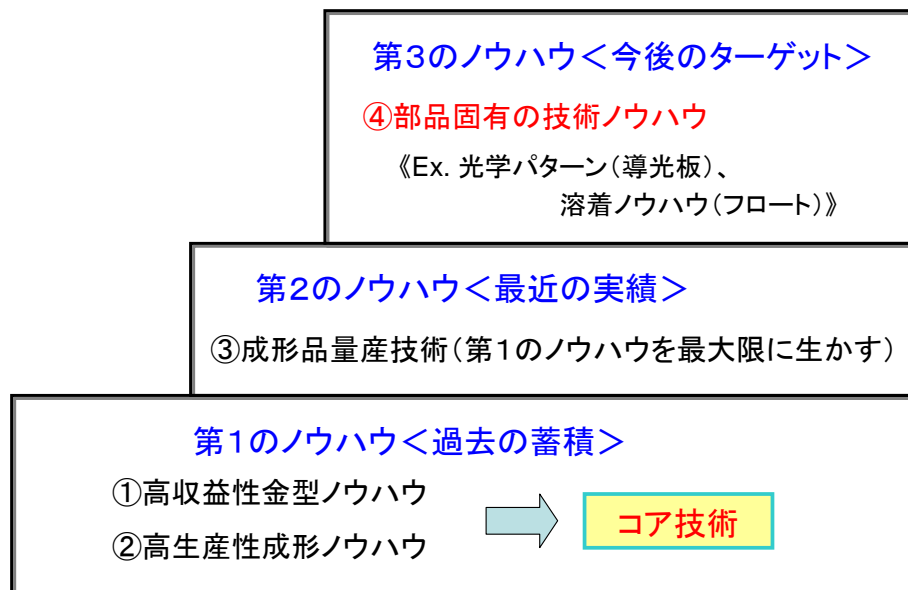 第3のノウハウ＜今後のターゲット＞
④部品固有の技術ノウハウ
《Ex. 光学パターン(導光板)、
溶着ノウハウ(フロート)》
第2のノウハウ＜最近の実績＞
③成形品量産技術(第1のノウハウを最大限に生かす)
第1のノウハウ＜過去の蓄積＞
①高収益性金型ノウハウ
②高生産性成形ノウハウ
コア技術